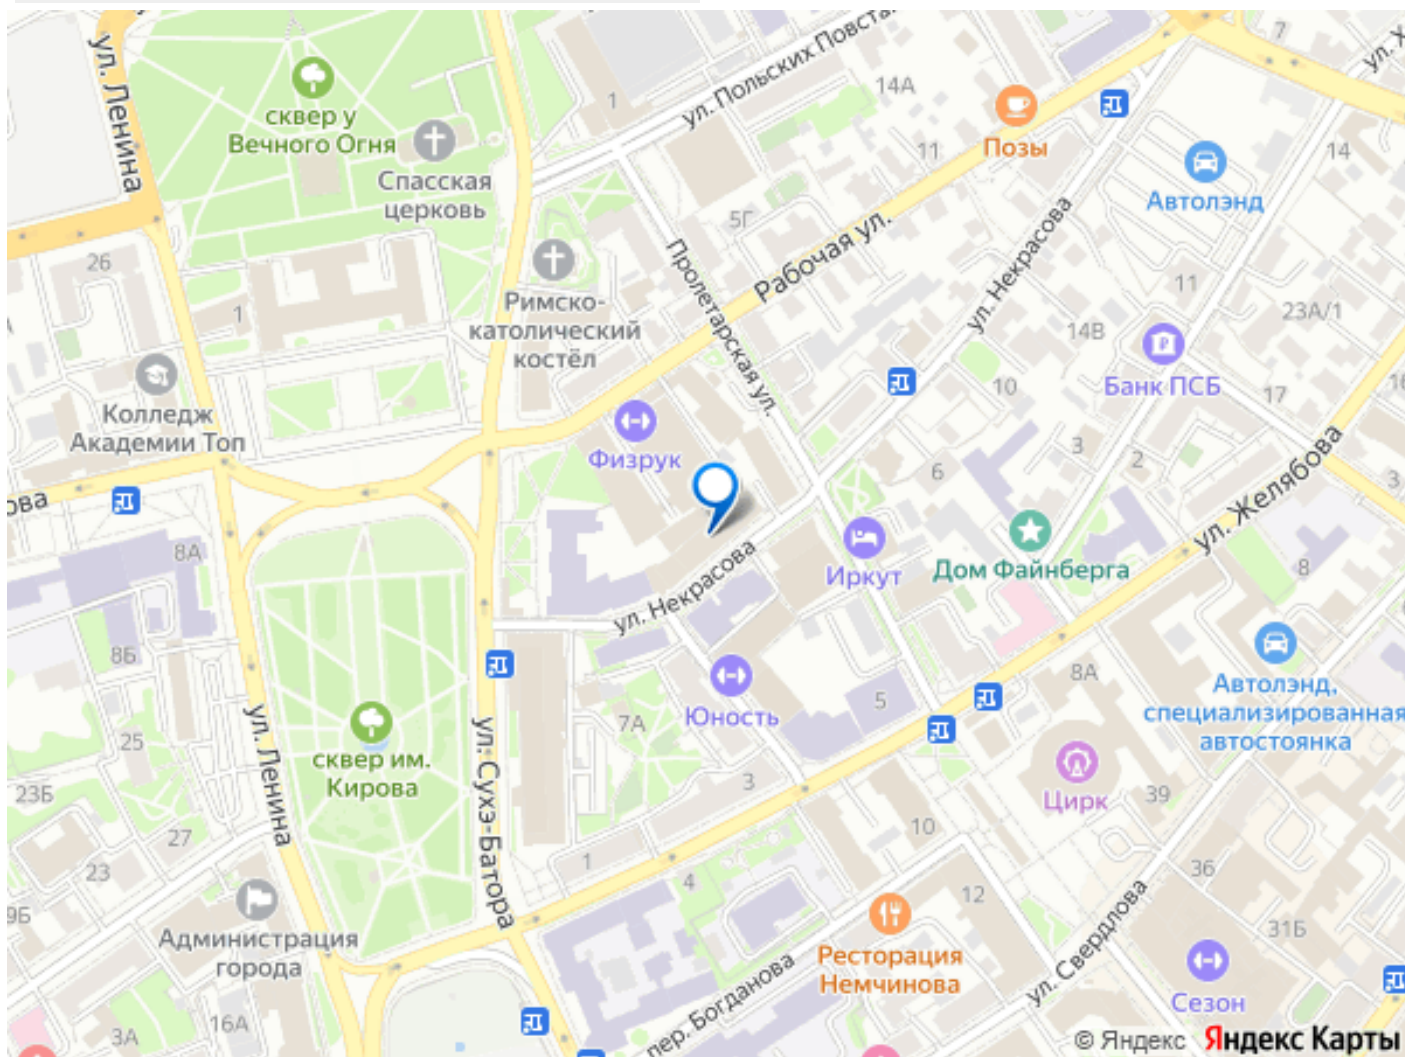 ул. Ленина
сквер у
Вечного Огня
Спасская
церковь
1
ул. Польских Повста
14А
Позы
11
7
ул. Х
14
Автолэнд
5Г
Пролетарская ул.
Рабочая ул.
ул. Некрасова
11
23А/1
14В
Банк ПСБ
17
16
26
1
Римско-
католический
костёл
Колледж
Академии Топ
Физрук
10
3
2
6
3
ова
8А
ул. Желябова
Иркут
Дом Файнберга
8
ул. Некрасова
8Б
Юность
7А
5
8А
Автолэнд,
специализированная
автостоянка
25
ул. Ленина
сквер им.
Кирова
ул. Сухэ-Батора
23Б
27
23
3
Цирк
39
10
1
4
12
36
9Б
Администрация
города
Ресторация
Немчинова
ул. Свердлова
31Б
Сезон
3А
16А
пер. Богданова
© Яндекс Яндекс Карты